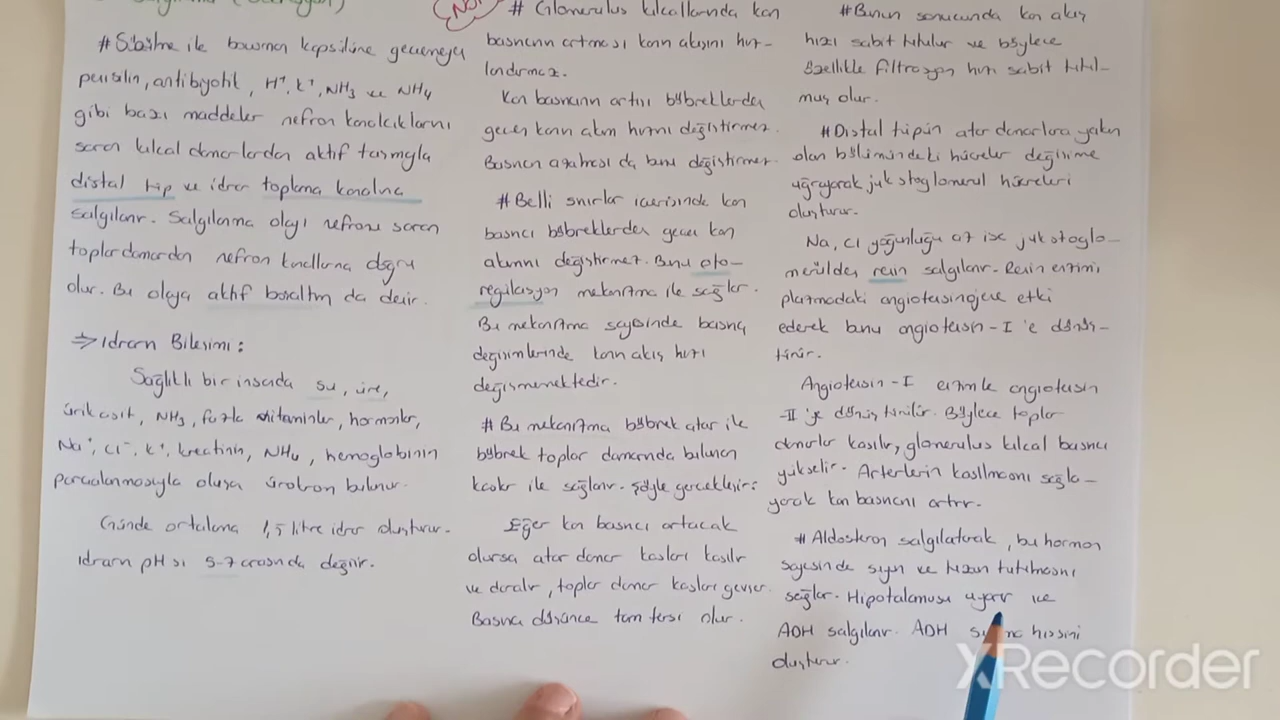 # Süzülme ile bowman kapsülüne geçemeyen
penisilin, antibiyotik, H⁺, K⁺, NH3 ve NH4
gibi bazı maddeler nefron kanalcıklarını
saran kılcal damarlardan aktif taşımayla
distal tüp ve idrar toplama kanalına
salgılanır. Salgılanma olayı nefronu saran
toplardamardan nefron kanallarına doğru
olur. Bu olaya aktif boşaltım da denir.
⇒ İdrarın Bileşimi:
Sağlıklı bir insanda su, üre,
ürikasit, NH3, fazla vitaminler, hormonlar,
Na⁺, Cl⁻, K⁺, kreatinin, NH4, hemoglobinin
parçalanmasıyla oluşan ürobilin bulunur.
Günde ortalama 1,5 litre idrar oluşturur.
İdrarın pH sı 5-7 arasında değişir.
# Glomerulus kılcallarında kan
basıncının artması kanın akışını hız-
landırmaz.
Kan basıncının artışı böbreklerden
geçen kanın akım hızını değiştirmez.
Basıncın azalması da bunu değiştirmez.
# Belli sınırlar içerisinde kan
basıncı böbreklerden geçen kan
akımını değiştirmez. Bunu oto-
regülasyon mekanizma ile sağlar.
Bu mekanizma sayesinde basınç
değişimlerinde kanın akış hızı
değişmemektedir.
# Bu mekanizma böbrek atar ile
böbrek toplar damarında bulunan
kaslar ile sağlanır. Şöyle gerçekleşir:
Eğer kan basıncı artacak
olursa atar damar kasları kasılır
ve daralır, toplar damar kasları gevşer.
Basınç düşünce tam tersi olur.
#Bunun sonucunda kan akış
hızı sabit tutulur ve böylece
özellikle filtrasyon hızı sabit tutul-
muş olur.
# Distal tüpün atar damarlara yakın
olan bölümündeki hücreler değişime
uğrayarak jukstaglomerul hücreleri
oluşturur.
Na, Cl yoğunluğu az ise jukstaglo-
merülden renin salgılanır. Renin enzimi
plazmadaki angiotensinojene etki
ederek bunu angiotensin-I'e dönüş-
türür.
Angiotensin-I enzimle angiotensin
-II'ye dönüştürülür. Böylece toplar
damarlar kasılır, glomerulus kılcal basıncı
yükselir. Arterlerin kasılmasını sağla-
yarak kan basıncını artırır.
# Aldosteron salgılatarak, bu hormon
sayesinde suyun ve tuzun tutulmasını
sağlar. Hipotalamusu uyarır ve
ADH salgılanır. ADH hissini
oluşturur.
XRecorder